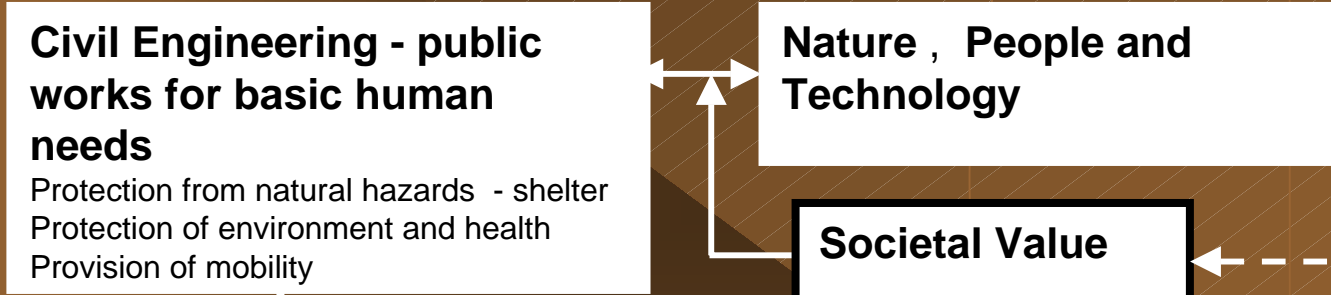 Civil Engineering - public
works for basic human
needs
Protection from natural hazards - shelter
Protection of environment and health
Provision of mobility
Nature , People and
Technology
Societal Value